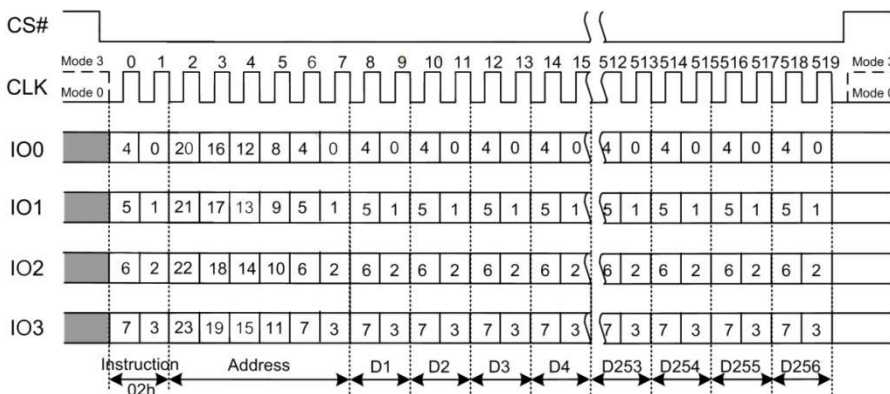 CS#
Mode 3 0 1 2 3 4 5 6 7 8 9 10 11 12 13 14 15 512 513 514 515 516 517 518 519 Mode 3
CLK Mode 0 Mode 0
IO0 4 0 20 16 12 8 4 0 4 0 4 0 4 0 4 0 4 0 4 0 4 0 4 0
IO1 5 1 21 17 13 9 5 1 5 1 5 1 5 1 5 1 5 1 5 1 5 1 5 1
IO2 6 2 22 18 14 10 6 2 6 2 6 2 6 2 6 2 6 2 6 2 6 2 6 2
IO3 7 3 23 19 15 11 7 3 7 3 7 3 7 3 7 3 7 3 7 3 7 3 7 3
Instruction Address D1 D2 D3 D4 D253 D254 D255 D256
02h